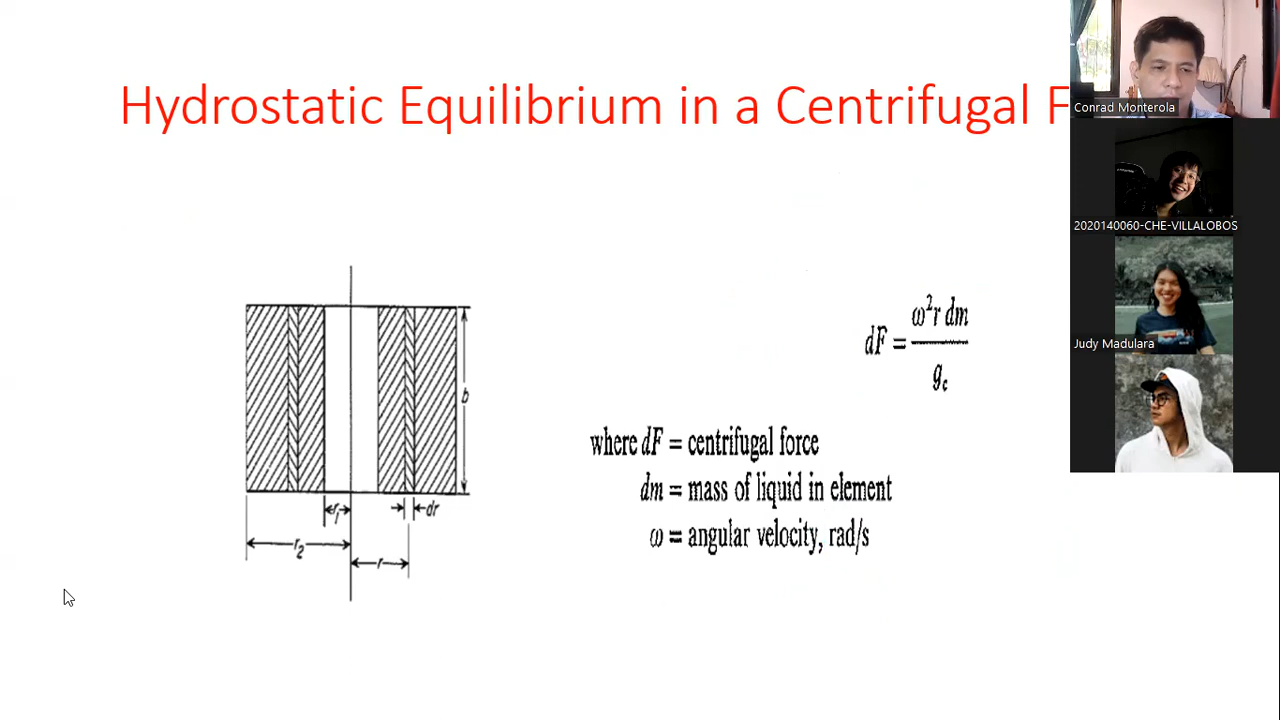 Hydrostatic Equilibrium in a Centrifugal F
Conrad Monterola
2020140060-CHE-VILLALOBOS
Judy Madulara
b
r₁
dr
r₂
r
dF = ω²r dm / g_c
where dF = centrifugal force
dm = mass of liquid in element
ω = angular velocity, rad/s